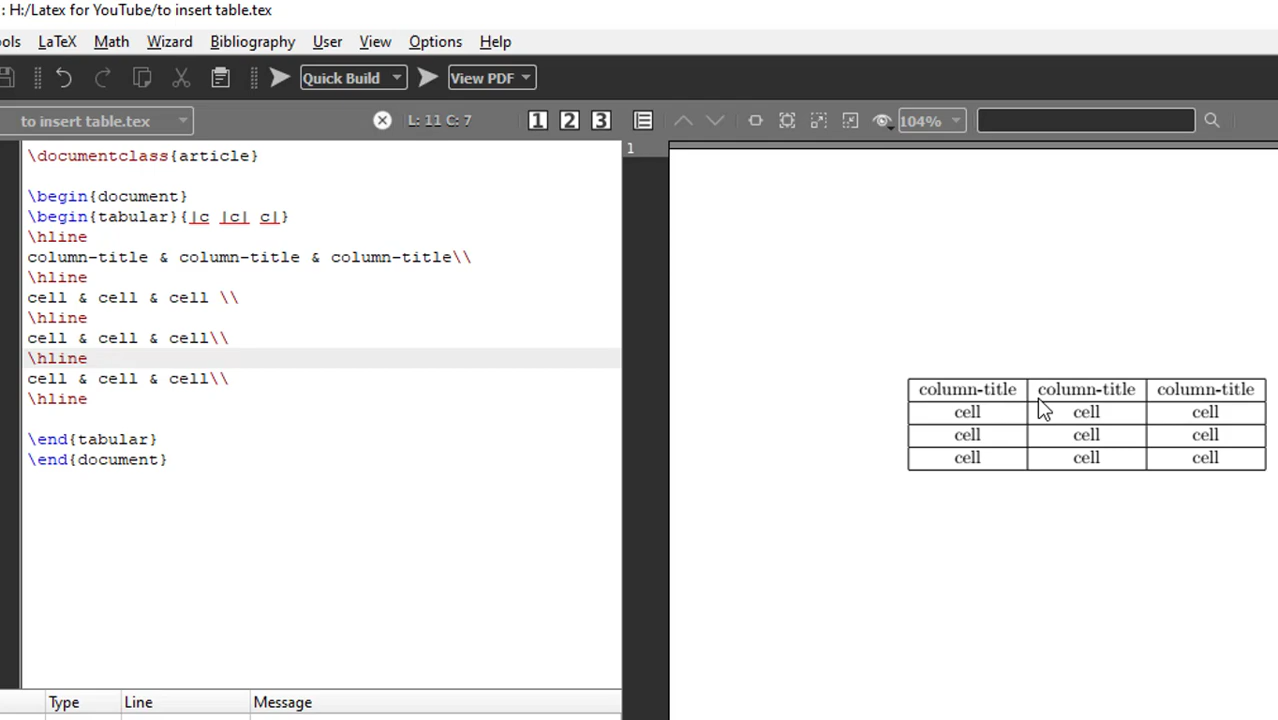 : H:/Latex for YouTube/to insert table.tex
ols LaTeX Math Wizard Bibliography User View Options Help
Quick Build View PDF
to insert table.tex L: 11 C: 7 1 2 3 104%
1
\documentclass{article}
\begin{document}
\begin{tabular}{|c |c| c|}
\hline
column-title & column-title & column-title\\
\hline
cell & cell & cell \\
\hline
cell & cell & cell\\
\hline
cell & cell & cell\\
\hline
\end{tabular}
\end{document}
column-title column-title column-title
cell cell cell
cell cell cell
cell cell cell
Type Line Message